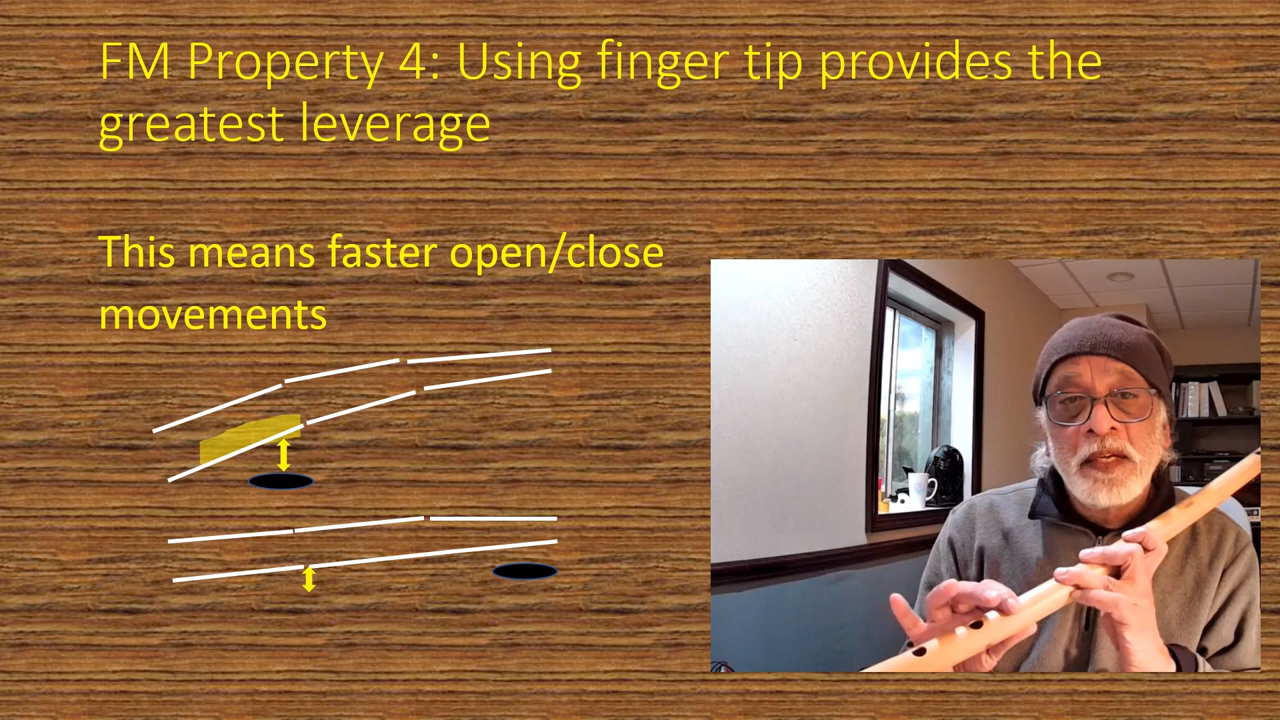 FM Property 4: Using finger tip provides the
greatest leverage
This means faster open/close
movements